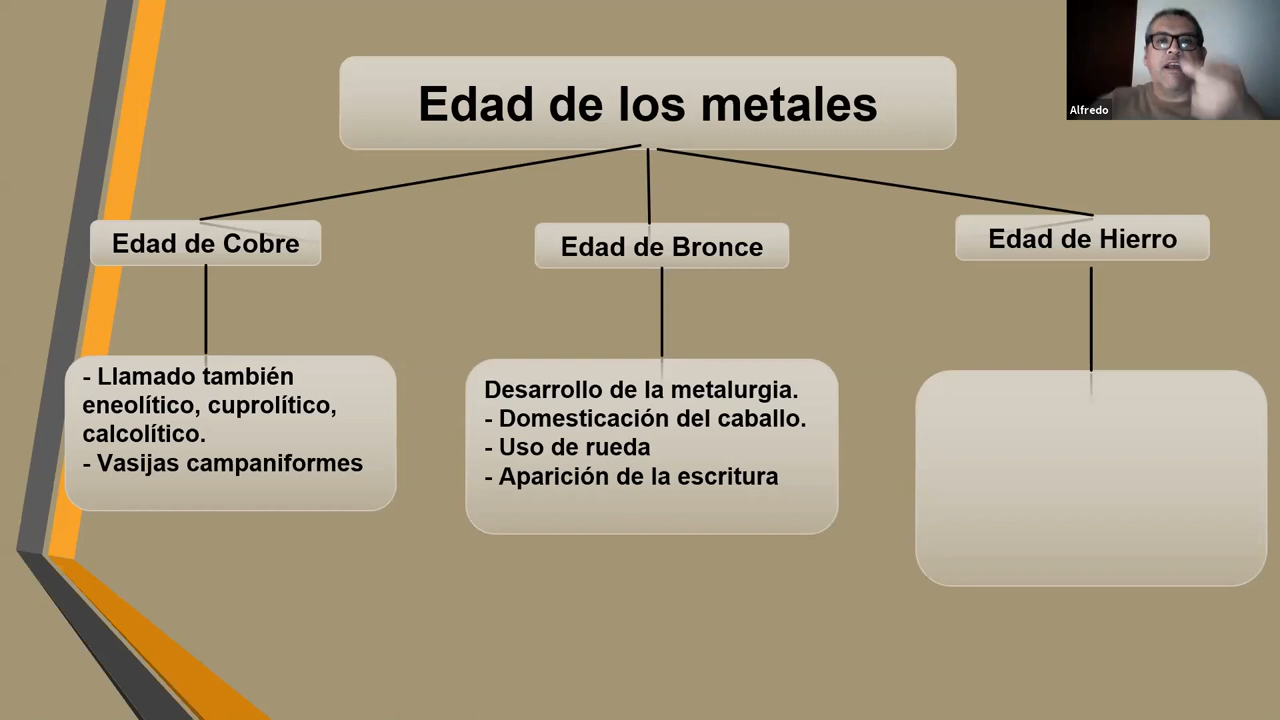 Edad de los metales
Alfredo
Edad de Cobre
Edad de Bronce
Edad de Hierro
- Llamado también
eneolítico, cuprolítico,
calcolítico.
- Vasijas campaniformes
Desarrollo de la metalurgia.
- Domesticación del caballo.
- Uso de rueda
- Aparición de la escritura